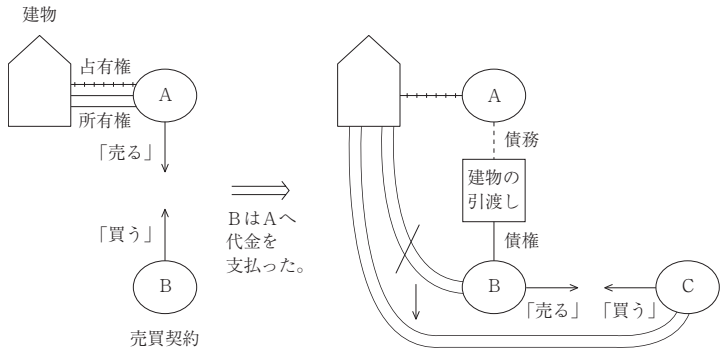 建物
占有権
A
所有権
「売る」
「買う」
B
売買契約
BはAへ
代金を
支払った。
A
債務
建物の
引渡し
債権
B
「売る」
「買う」
C